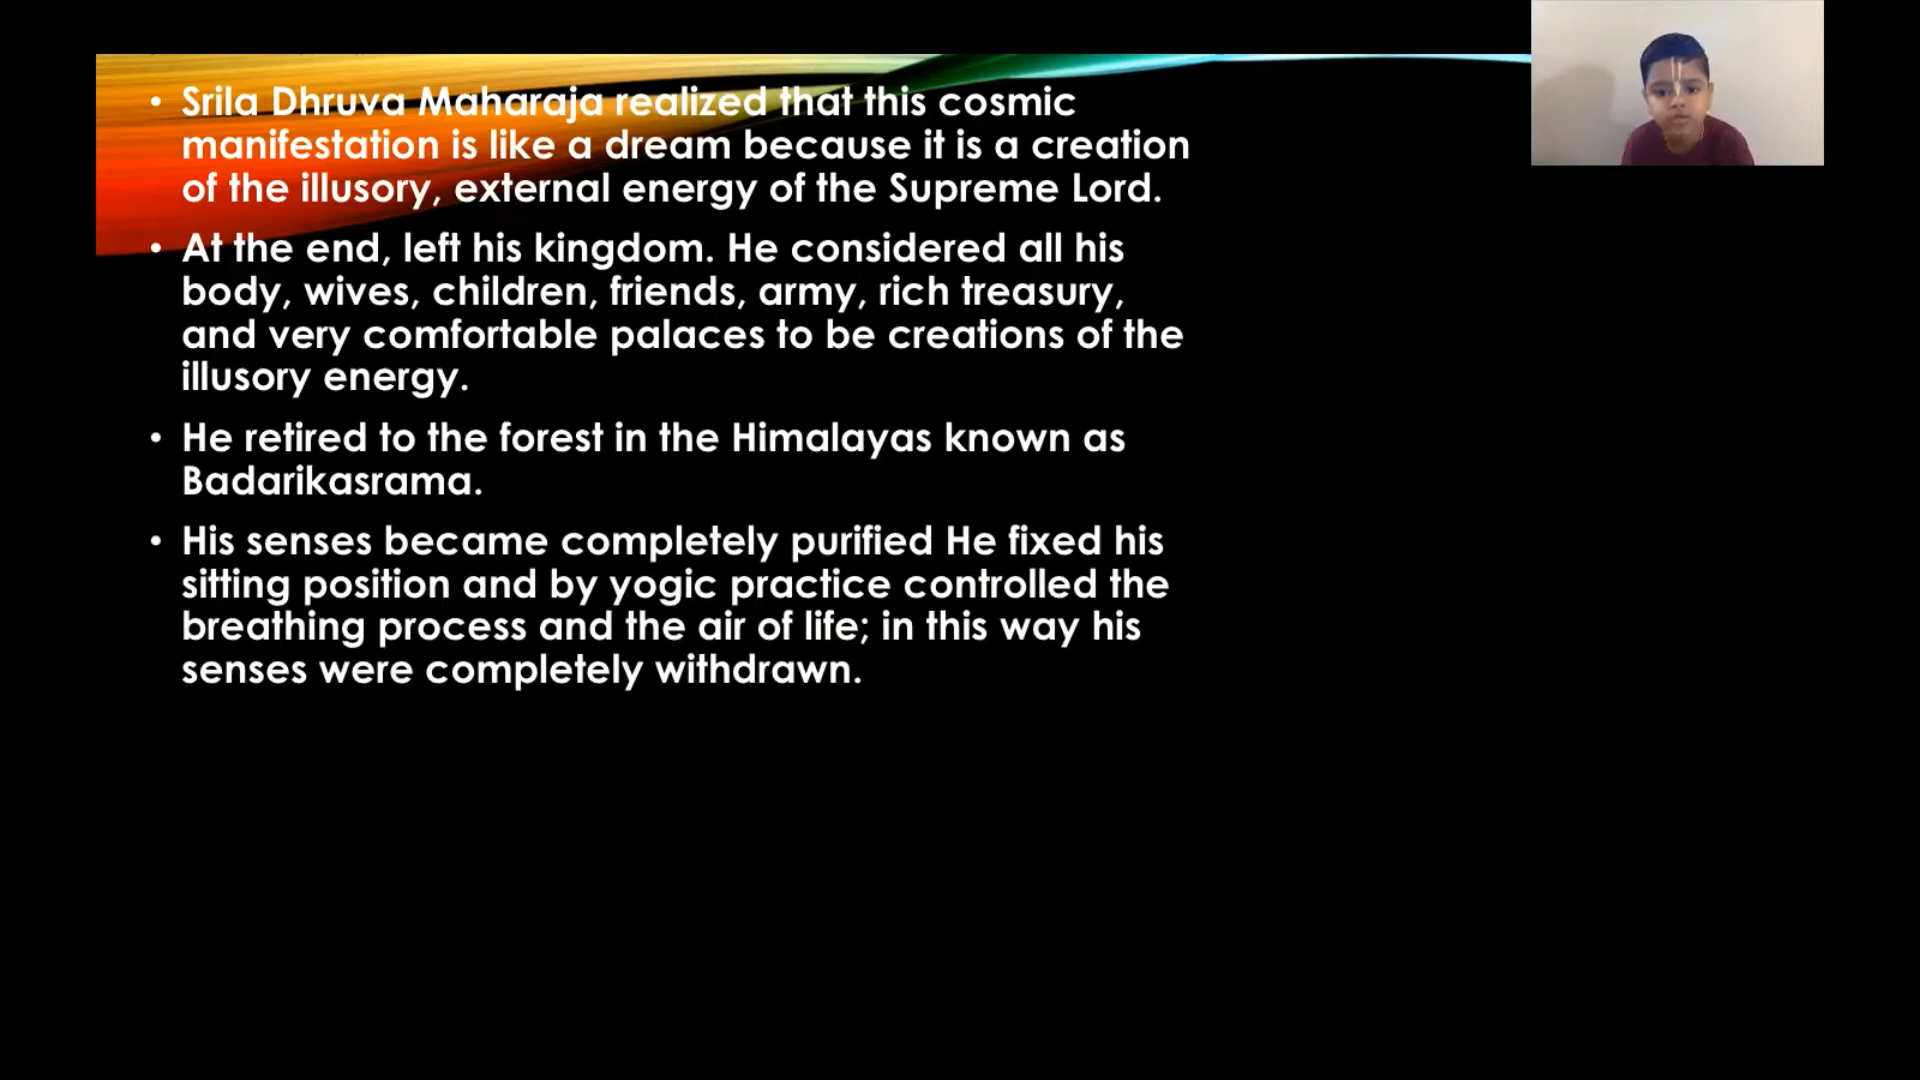 • Srila Dhruva Maharaja realized that this cosmic
manifestation is like a dream because it is a creation
of the illusory, external energy of the Supreme Lord.
• At the end, left his kingdom. He considered all his
body, wives, children, friends, army, rich treasury,
and very comfortable palaces to be creations of the
illusory energy.
• He retired to the forest in the Himalayas known as
Badarikasrama.
• His senses became completely purified He fixed his
sitting position and by yogic practice controlled the
breathing process and the air of life; in this way his
senses were completely withdrawn.